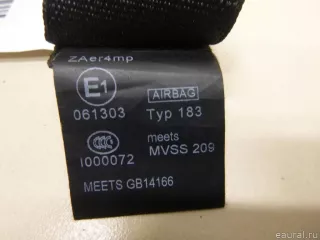 ZAer4mp
E1 AIRBAG
061303 Typ 183
CCC meets
I000072 MVSS 209
MEETS GB14166
eaural.ru